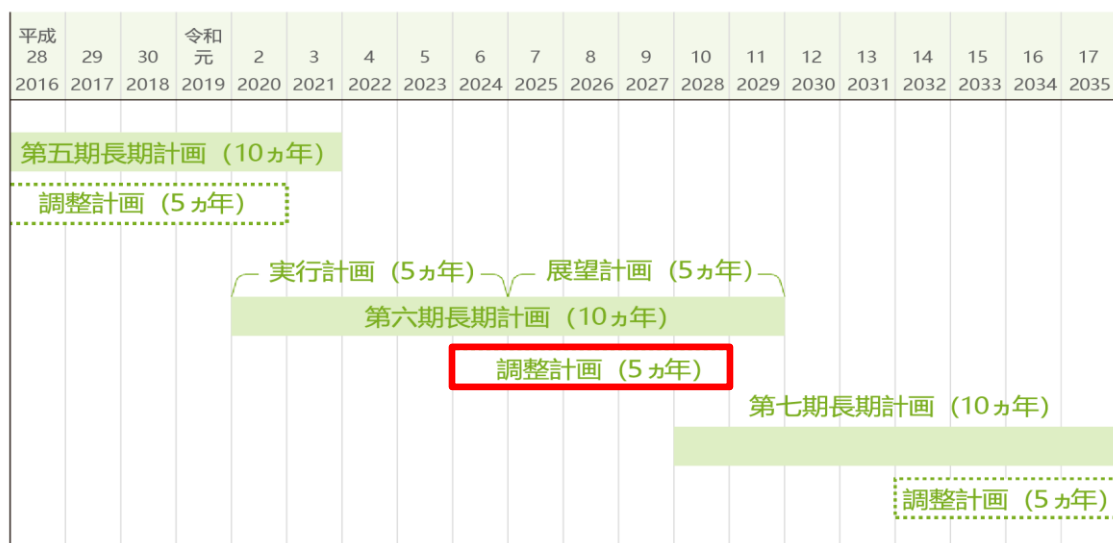 平成 令和
28 29 30 元 2 3 4 5 6 7 8 9 10 11 12 13 14 15 16 17
2016 2017 2018 2019 2020 2021 2022 2023 2024 2025 2026 2027 2028 2029 2030 2031 2032 2033 2034 2035
第五期長期計画（10ヵ年）
調整計画（5ヵ年）
実行計画（5ヵ年） 展望計画（5ヵ年）
第六期長期計画（10ヵ年）
調整計画（5ヵ年）
第七期長期計画（10ヵ年）
調整計画（5ヵ年）